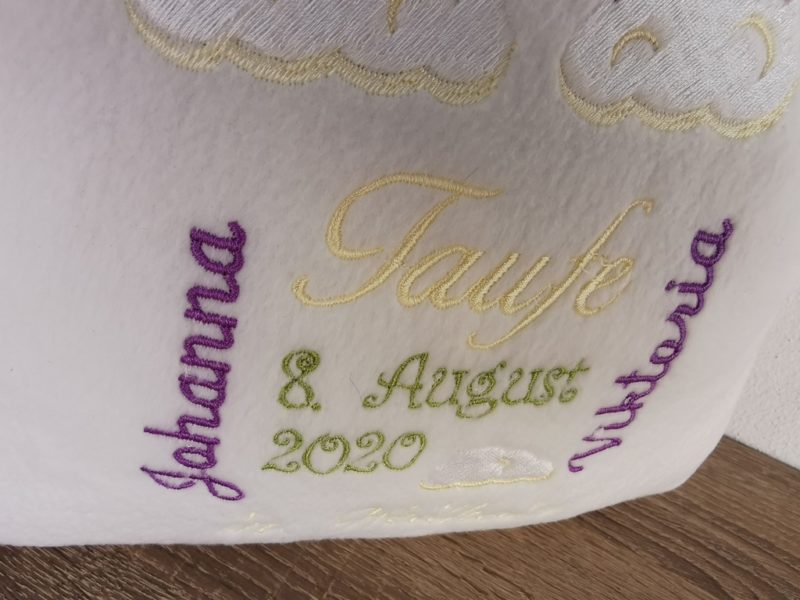 Taufe
Johanna
Viktoria
8. August
2020